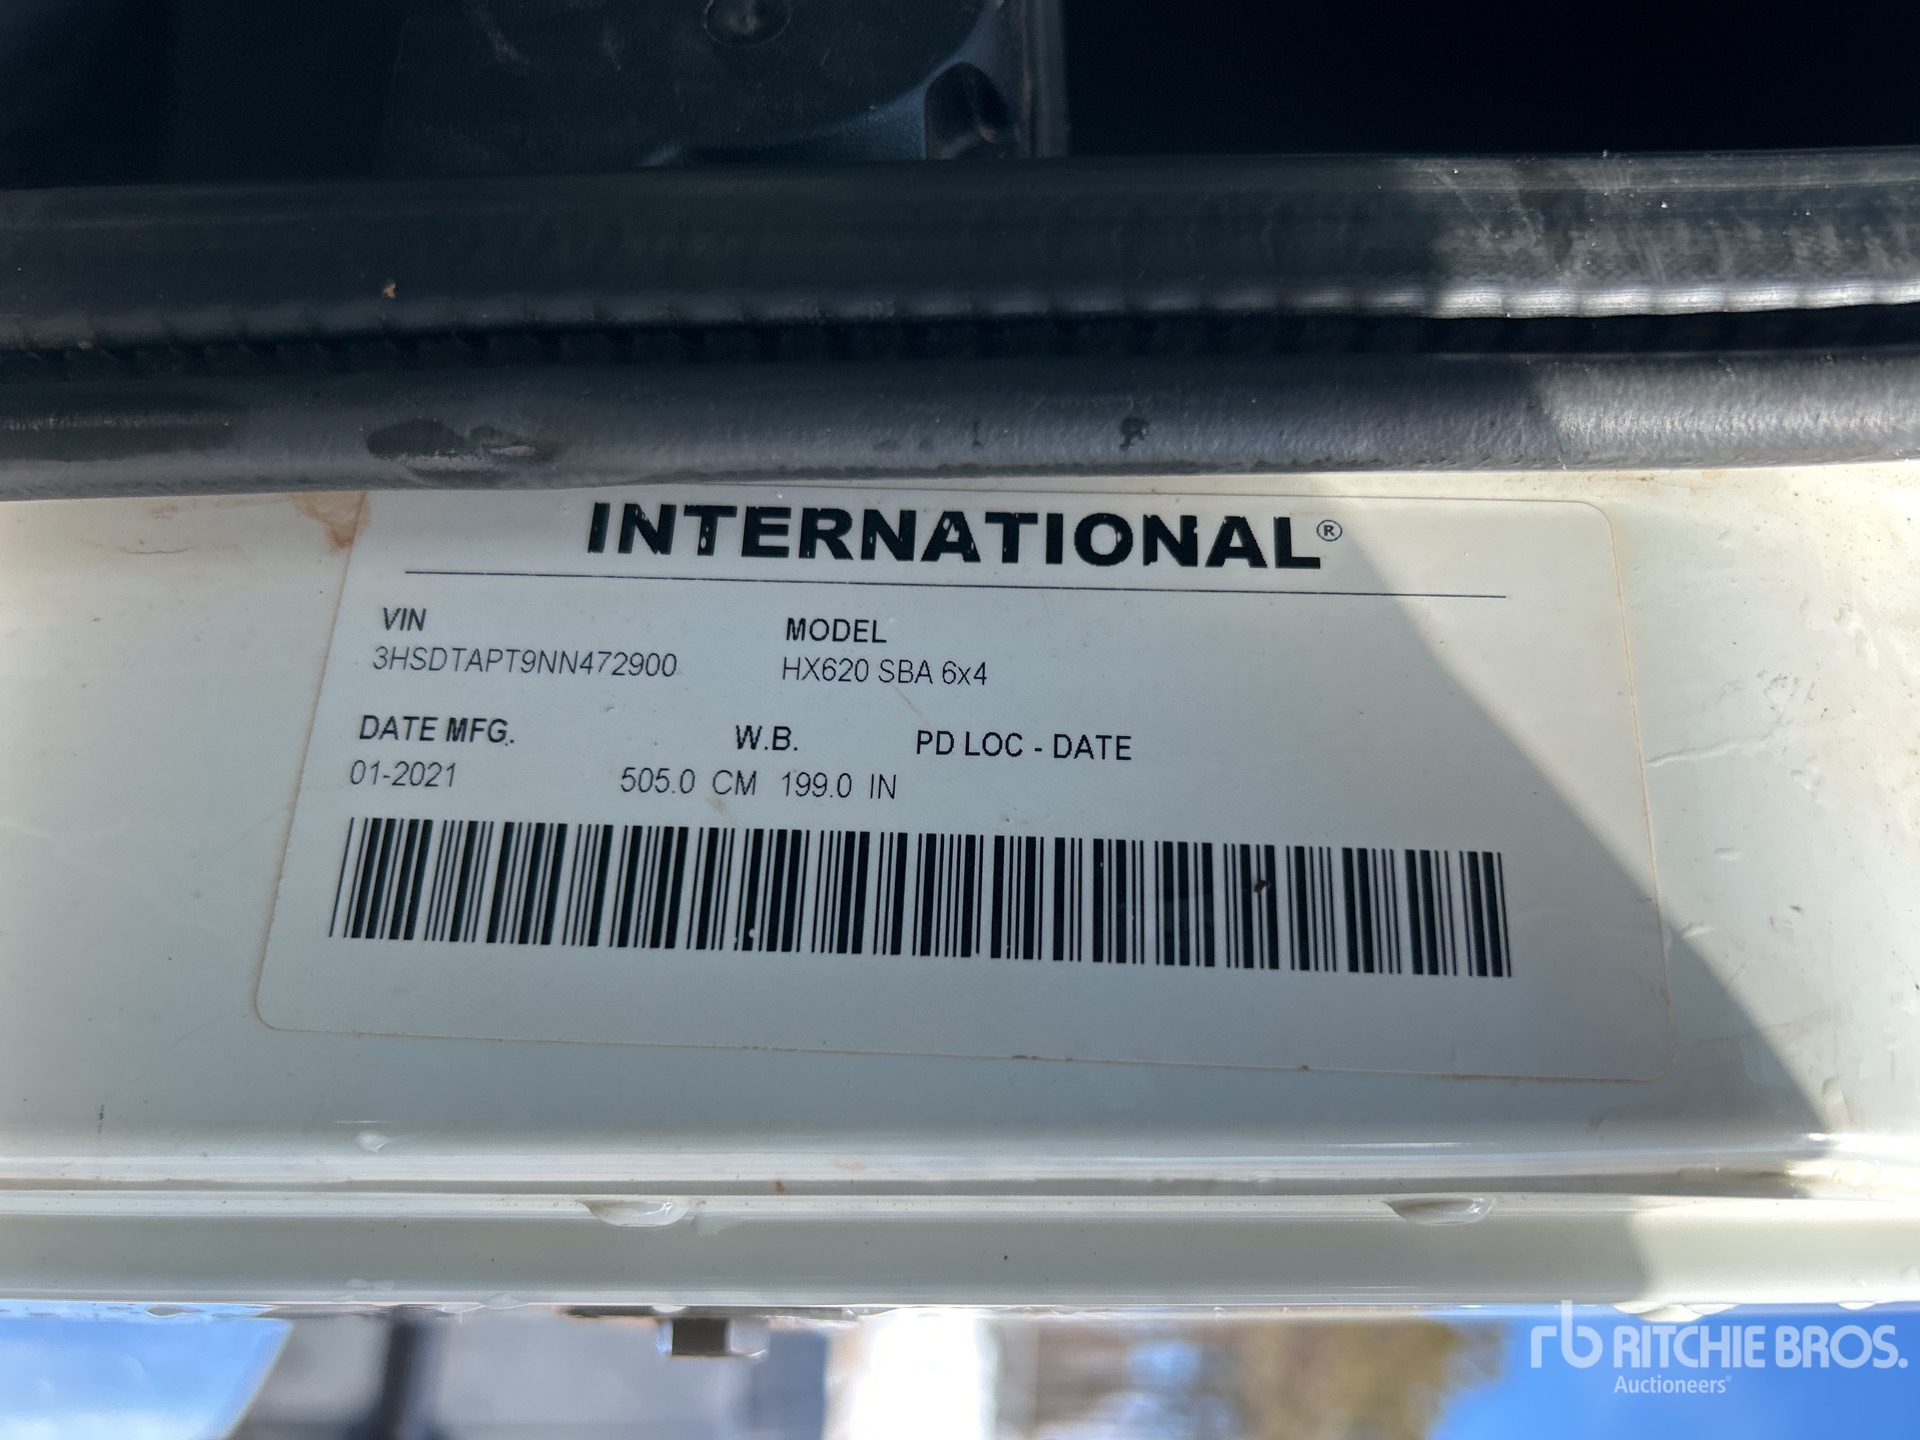 INTERNATIONAL®
VIN MODEL
3HSDTAPT9NN472900 HX620 SBA 6x4
DATE MFG. W.B. PD LOC - DATE
01-2021 505.0 CM 199.0 IN
rb RITCHIE BROS.
Auctioneers®